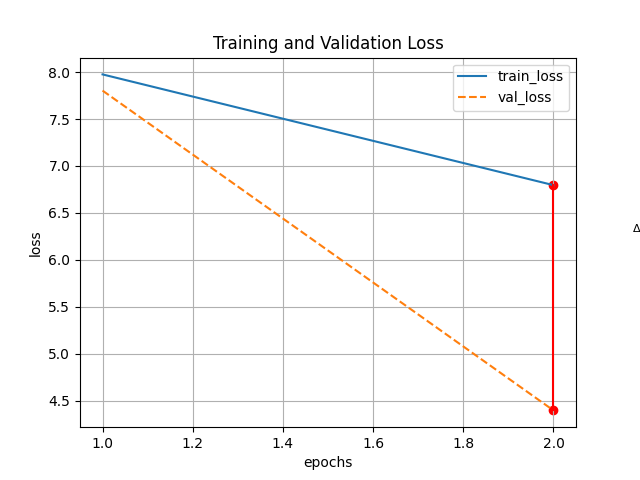 Training and Validation Loss
train_loss
val_loss
8.0
7.5
7.0
6.5
6.0
5.5
5.0
4.5
loss
1.0 1.2 1.4 1.6 1.8 2.0
epochs
Δ